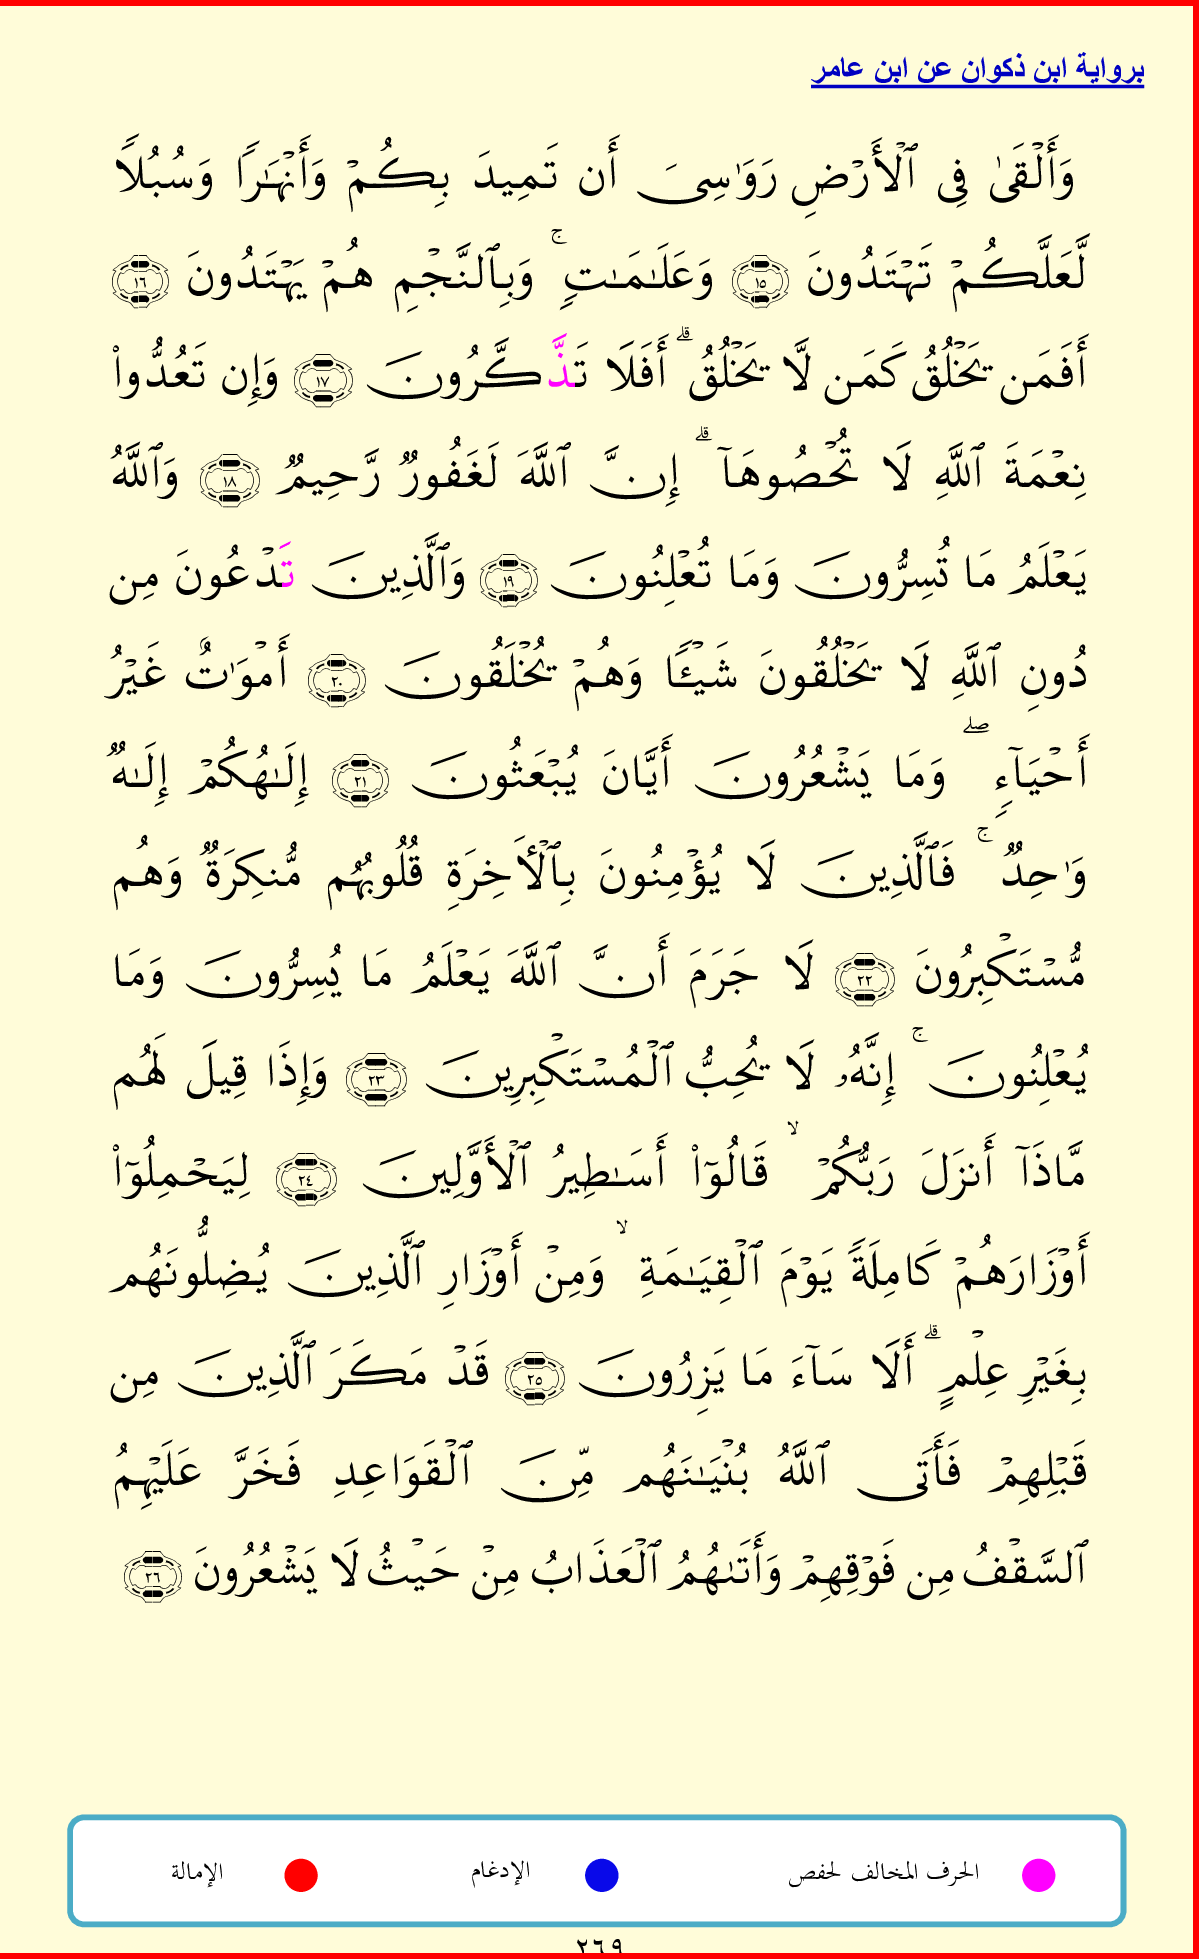 برواية ابن ذكوان عن ابن عامر
وَأَلۡقَىٰ فِي ٱلۡأَرۡضِ رَوَٰسِيَ أَن تَمِيدَ بِكُمۡ وَأَنۡهَٰرٗا وَسُبُلٗا
لَّعَلَّكُمۡ تَهۡتَدُونَ ١٥ وَعَلَٰمَٰتٖۚ وَبِٱلنَّجۡمِ هُمۡ يَهۡتَدُونَ ١٦
أَفَمَن يَخۡلُقُ كَمَن لَّا يَخۡلُقُۗ أَفَلَا تَذَّكَّرُونَ ١٧ وَإِن تَعُدُّواْ
نِعۡمَةَ ٱللَّهِ لَا تُحۡصُوهَآۗ إِنَّ ٱللَّهَ لَغَفُورٞ رَّحِيمٞ ١٨ وَٱللَّهُ
يَعۡلَمُ مَا تُسِرُّونَ وَمَا تُعۡلِنُونَ ١٩ وَٱلَّذِينَ تَدۡعُونَ مِن
دُونِ ٱللَّهِ لَا يَخۡلُقُونَ شَيۡـٔٗا وَهُمۡ يُخۡلَقُونَ ٢٠ أَمۡوَٰتٌ غَيۡرُ
أَحۡيَآءٖۖ وَمَا يَشۡعُرُونَ أَيَّانَ يُبۡعَثُونَ ٢١ إِلَٰهُكُمۡ إِلَٰهٞ
وَٰحِدٞۚ فَٱلَّذِينَ لَا يُؤۡمِنُونَ بِٱلۡأٓخِرَةِ قُلُوبُهُم مُّنكِرَةٞ وَهُم
مُّسۡتَكۡبِرُونَ ٢٢ لَا جَرَمَ أَنَّ ٱللَّهَ يَعۡلَمُ مَا يُسِرُّونَ وَمَا
يُعۡلِنُونَۚ إِنَّهُۥ لَا يُحِبُّ ٱلۡمُسۡتَكۡبِرِينَ ٢٣ وَإِذَا قِيلَ لَهُم
مَّاذَآ أَنزَلَ رَبُّكُمۡۙ قَالُوٓاْ أَسَٰطِيرُ ٱلۡأَوَّلِينَ ٢٤ لِيَحۡمِلُوٓاْ
أَوۡزَارَهُمۡ كَامِلَةٗ يَوۡمَ ٱلۡقِيَٰمَةِۙ وَمِنۡ أَوۡزَارِ ٱلَّذِينَ يُضِلُّونَهُم
بِغَيۡرِ عِلۡمٍۗ أَلَا سَآءَ مَا يَزِرُونَ ٢٥ قَدۡ مَكَرَ ٱلَّذِينَ مِن
قَبۡلِهِمۡ فَأَتَى ٱللَّهُ بُنۡيَٰنَهُم مِّنَ ٱلۡقَوَاعِدِ فَخَرَّ عَلَيۡهِمُ
ٱلسَّقۡفُ مِن فَوۡقِهِمۡ وَأَتَىٰهُمُ ٱلۡعَذَابُ مِنۡ حَيۡثُ لَا يَشۡعُرُونَ ٢٦
الحرف المخالف لحفص الإدغام الإمالة
٢٦٩